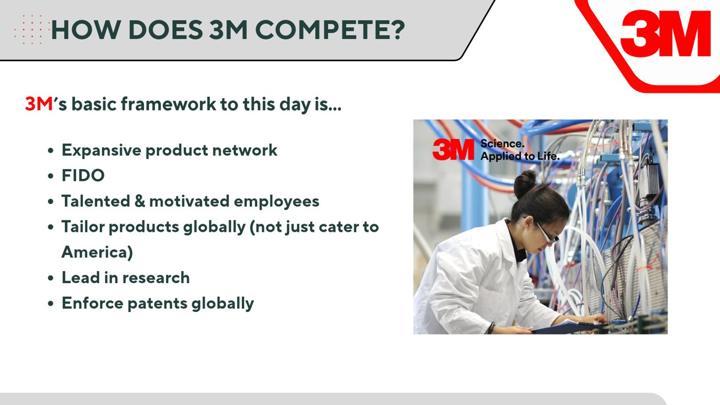 HOW DOES 3M COMPETE?
3M
3M's basic framework to this day is...
• Expansive product network
• FIDO
• Talented & motivated employees
• Tailor products globally (not just cater to
America)
• Lead in research
• Enforce patents globally
3M Science.
Applied to Life.